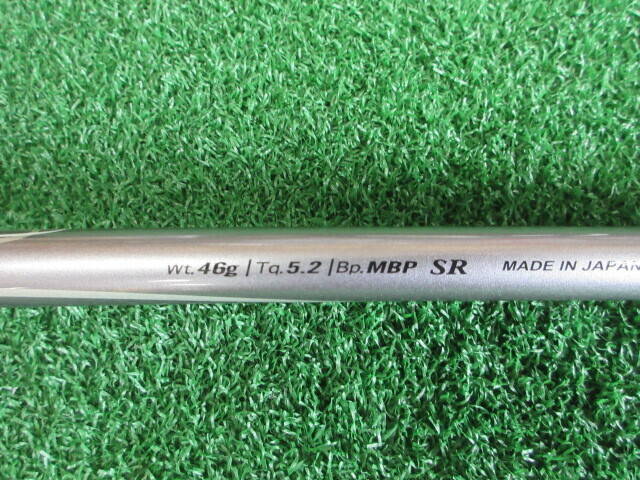 Wt.46g | Tq.5.2 | Bp.MBP SR MADE IN JAPAN